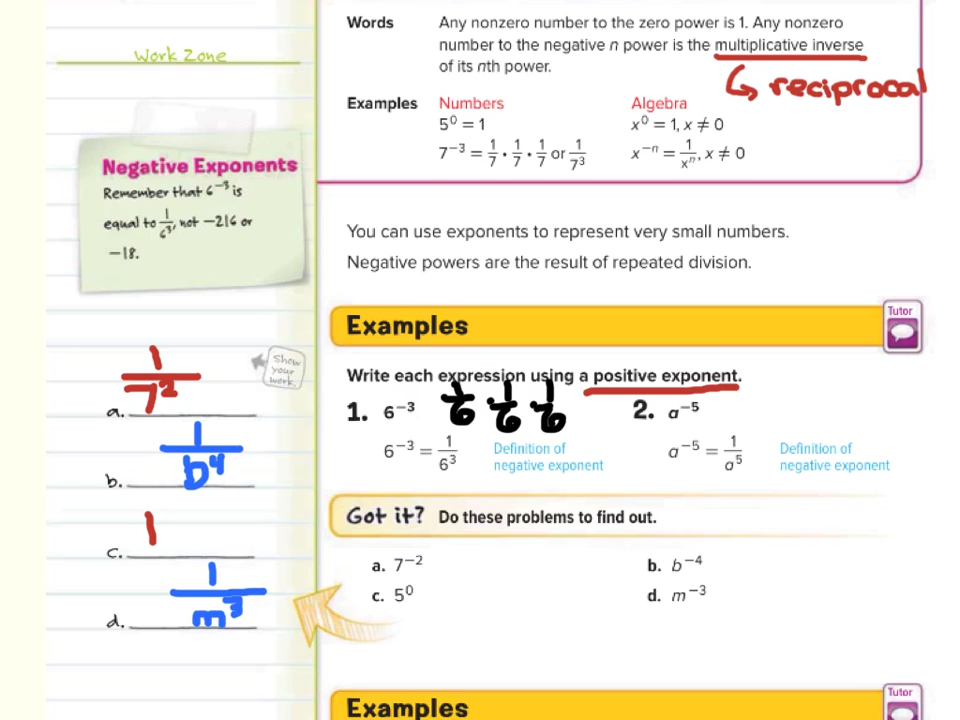 Words Any nonzero number to the zero power is 1. Any nonzero
number to the negative n power is the multiplicative inverse
of its nth power.
↳ reciprocal
Examples Numbers Algebra
5⁰ = 1 x⁰ = 1, x ≠ 0
7⁻³ = 1/7 · 1/7 · 1/7 or 1/7³ x⁻ⁿ = 1/xⁿ, x ≠ 0
Work Zone
Negative Exponents
Remember that 6⁻³ is
equal to 1/6³, not −216 or
−18.
You can use exponents to represent very small numbers.
Negative powers are the result of repeated division.
Examples
Tutor
Write each expression using a positive exponent.
1. 6⁻³ 1/6 · 1/6 · 1/6 2. a⁻⁵
6⁻³ = 1/6³ Definition of negative exponent a⁻⁵ = 1/a⁵ Definition of negative exponent
Show
your
work.
a. 1/7²
b. 1/b⁴
c. 1
d. 1/m³
Got it? Do these problems to find out.
a. 7⁻² b. b⁻⁴
c. 5⁰ d. m⁻³
Examples
Tutor